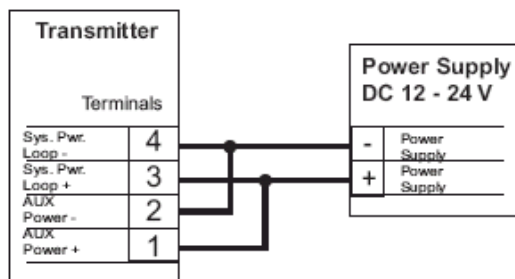 Transmitter
Terminals
Sys. Pwr.
Loop -
4
Sys. Pwr.
Loop +
3
AUX
Power -
2
AUX
Power +
1
Power Supply
DC 12 - 24 V
-
Power
Supply
+
Power
Supply